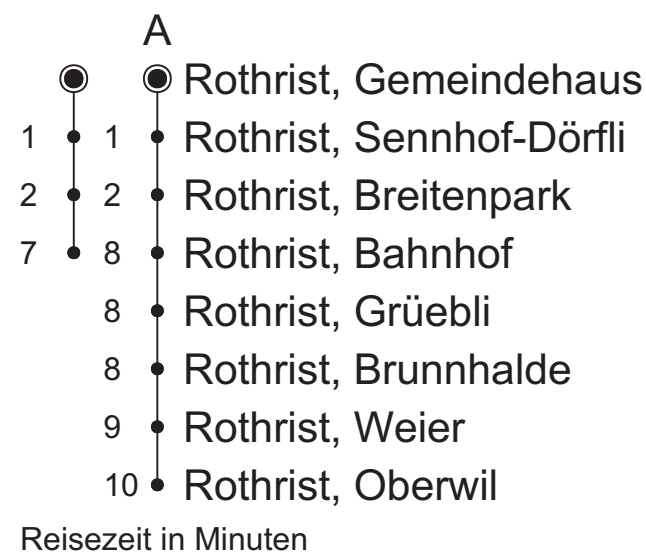 A
Rothrist, Gemeindehaus
1 1 Rothrist, Sennhof-Dörfli
2 2 Rothrist, Breitenpark
7 8 Rothrist, Bahnhof
8 Rothrist, Grüebli
8 Rothrist, Brunnhalde
9 Rothrist, Weier
10 Rothrist, Oberwil
Reisezeit in Minuten